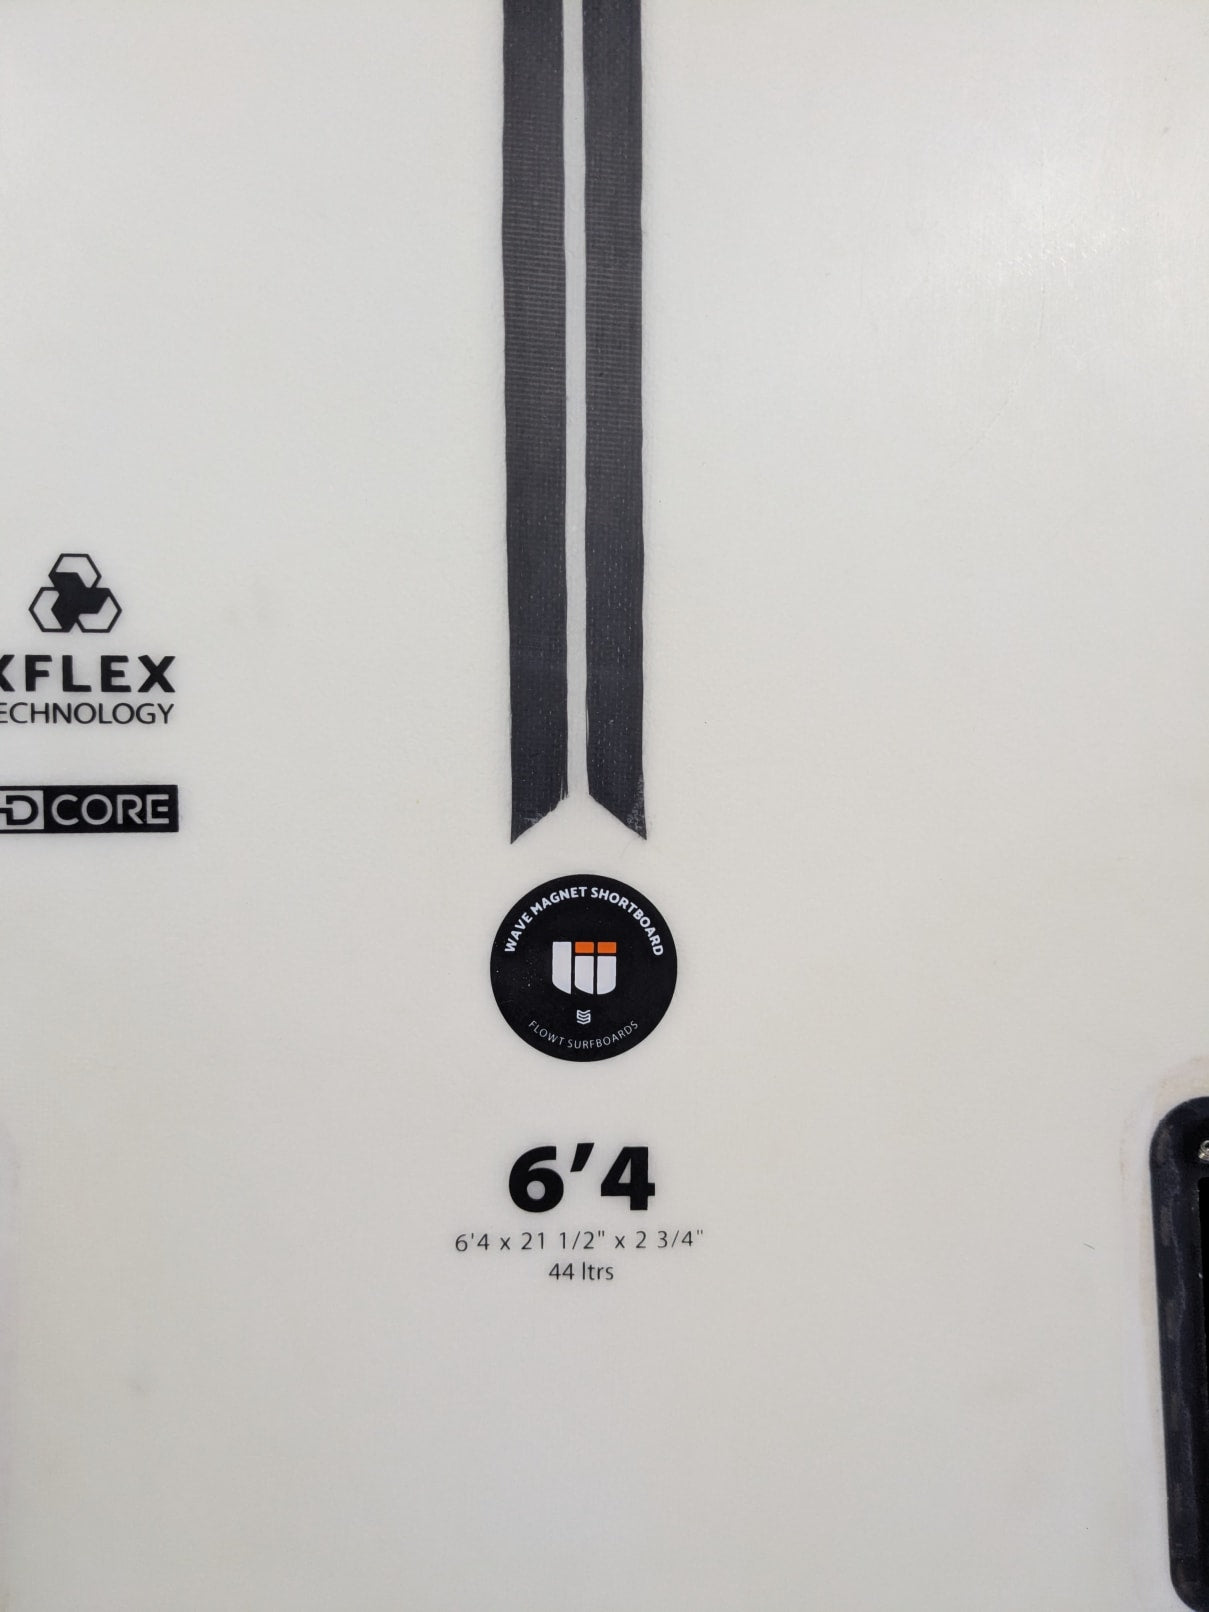 XFLEX
ECHNOLOGY
HD CORE
WAVE MAGNET SHORTBOARD
FLOWT SURFBOARDS
6'4
6'4 x 21 1/2" x 2 3/4"
44 ltrs